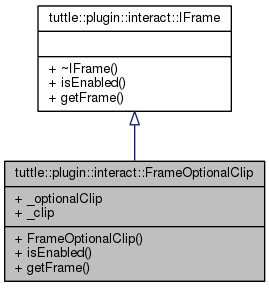 tuttle::plugin::interact::IFrame
+ ~IFrame()
+ isEnabled()
+ getFrame()
tuttle::plugin::interact::FrameOptionalClip
+ _optionalClip
+ _clip
+ FrameOptionalClip()
+ isEnabled()
+ getFrame()